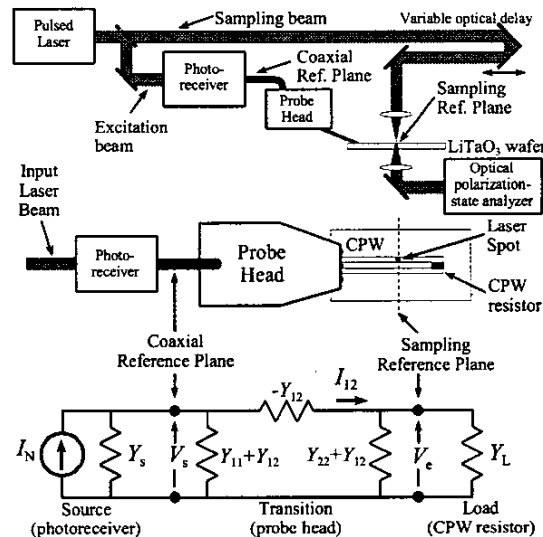 Sampling beam
Variable optical delay
Pulsed
Laser
Photo-
receiver
Coaxial
Ref. Plane
Sampling
Ref. Plane
Probe
Head
Excitation
beam
LiTaO3 wafer
Optical
polarization-
state analyzer
Input
Laser
Beam
Photo-
receiver
Probe
Head
CPW
Laser
Spot
CPW
resistor
Coaxial
Reference Plane
Sampling
Reference Plane
-Y12
I12
IN
Ys
Vs
Y11+Y12
Y22+Y12
Ve
YL
Source
(photoreceiver)
Transition
(probe head)
Load
(CPW resistor)